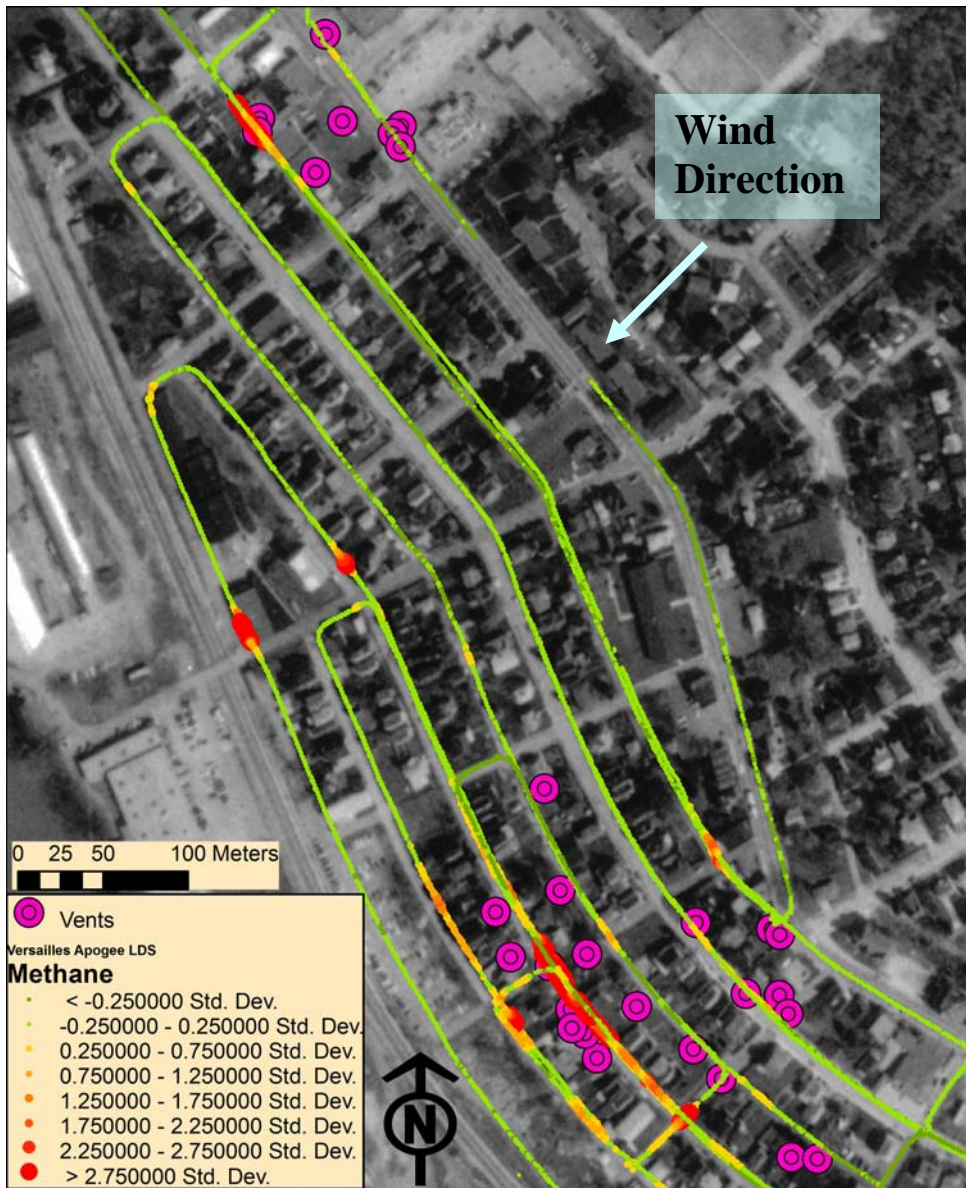 Wind
Direction
0 25 50 100 Meters
Vents
Versailles Apogee LDS
Methane
< -0.250000 Std. Dev.
-0.250000 - 0.250000 Std. Dev.
0.250000 - 0.750000 Std. Dev.
0.750000 - 1.250000 Std. Dev.
1.250000 - 1.750000 Std. Dev.
1.750000 - 2.250000 Std. Dev.
2.250000 - 2.750000 Std. Dev.
> 2.750000 Std. Dev.
N